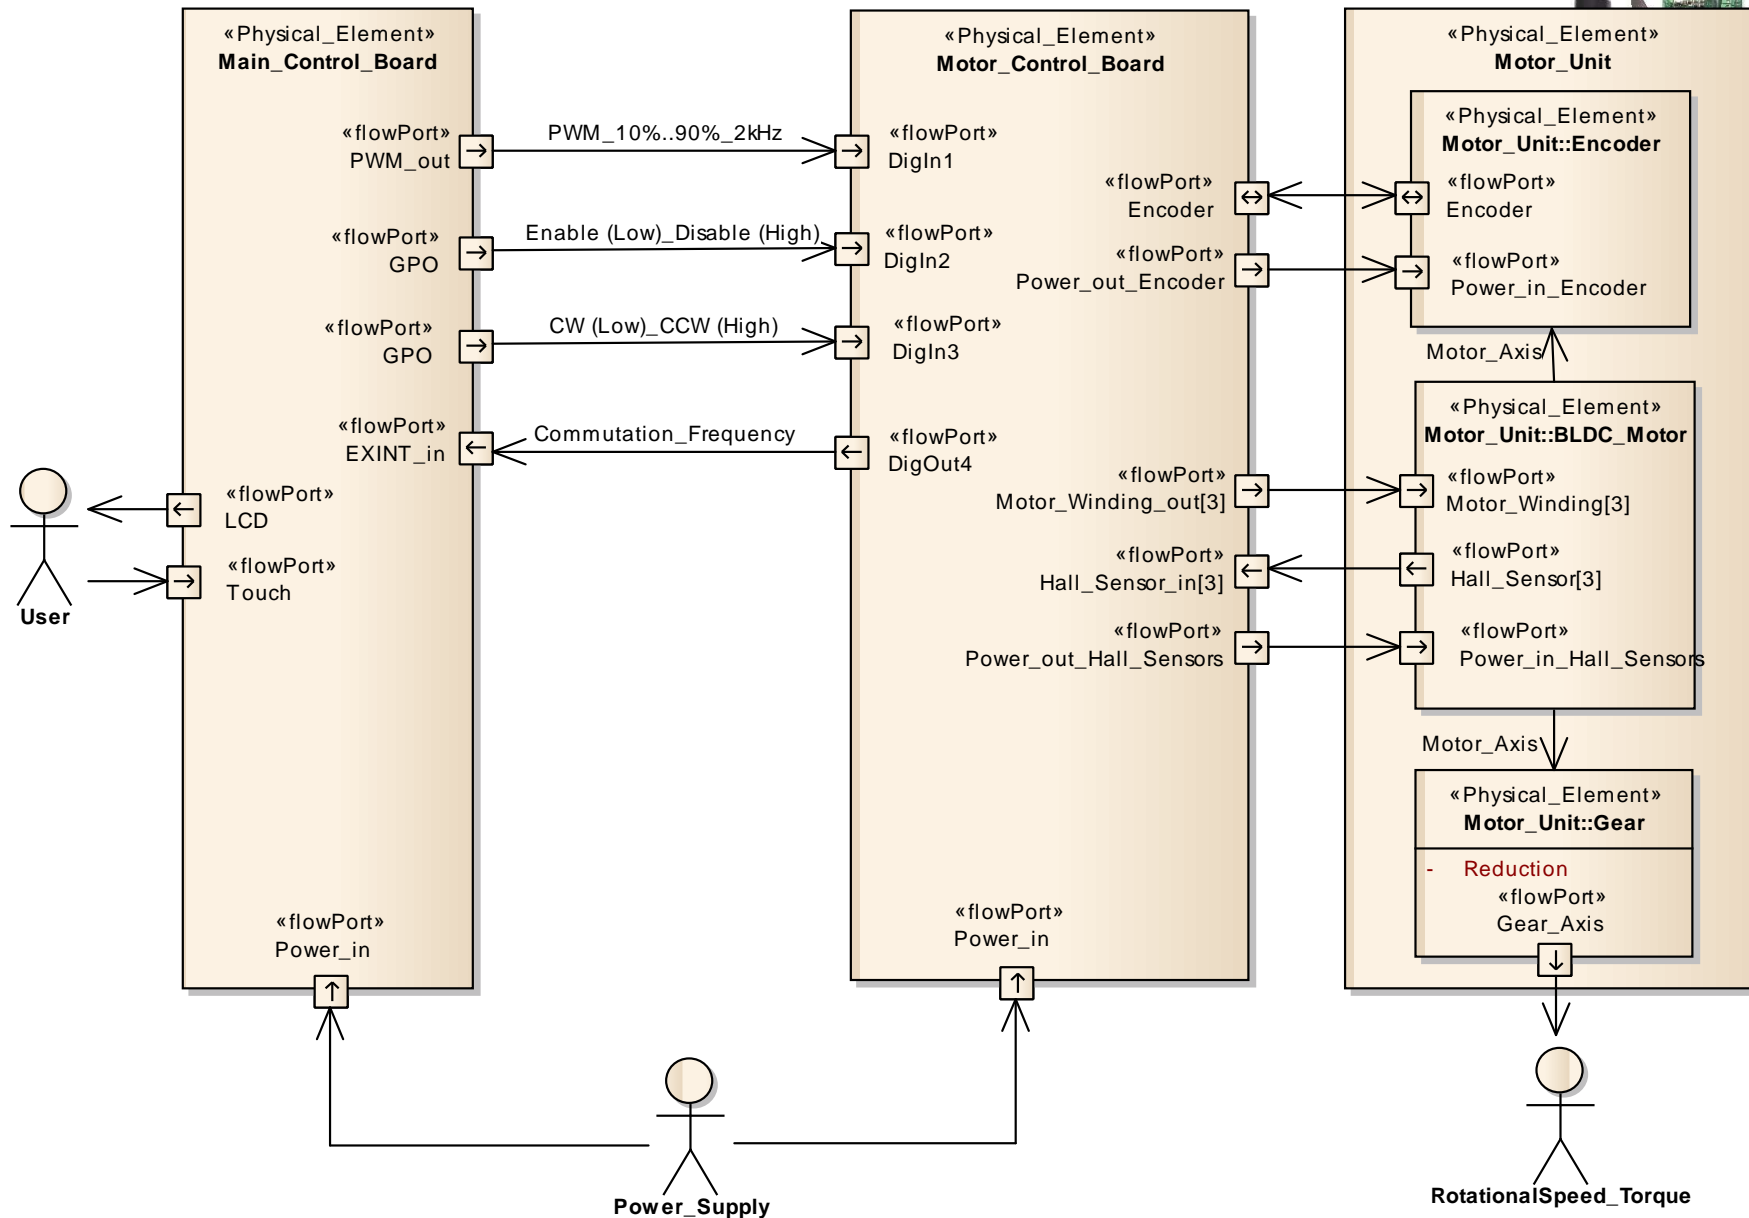 «Physical_Element»
Main_Control_Board
«flowPort»
PWM_out
«flowPort»
GPO
«flowPort»
GPO
«flowPort»
EXINT_in
«flowPort»
LCD
«flowPort»
Touch
«flowPort»
Power_in
User
PWM_10%..90%_2kHz
Enable (Low)_Disable (High)
CW (Low)_CCW (High)
Commutation_Frequency
«Physical_Element»
Motor_Control_Board
«flowPort»
DigIn1
«flowPort»
DigIn2
«flowPort»
DigIn3
«flowPort»
DigOut4
«flowPort»
Encoder
«flowPort»
Power_out_Encoder
«flowPort»
Motor_Winding_out[3]
«flowPort»
Hall_Sensor_in[3]
«flowPort»
Power_out_Hall_Sensors
«flowPort»
Power_in
Power_Supply
«Physical_Element»
Motor_Unit
«Physical_Element»
Motor_Unit::Encoder
«flowPort»
Encoder
«flowPort»
Power_in_Encoder
Motor_Axis
«Physical_Element»
Motor_Unit::BLDC_Motor
«flowPort»
Motor_Winding[3]
«flowPort»
Hall_Sensor[3]
«flowPort»
Power_in_Hall_Sensors
Motor_Axis
«Physical_Element»
Motor_Unit::Gear
- Reduction
«flowPort»
Gear_Axis
RotationalSpeed_Torque